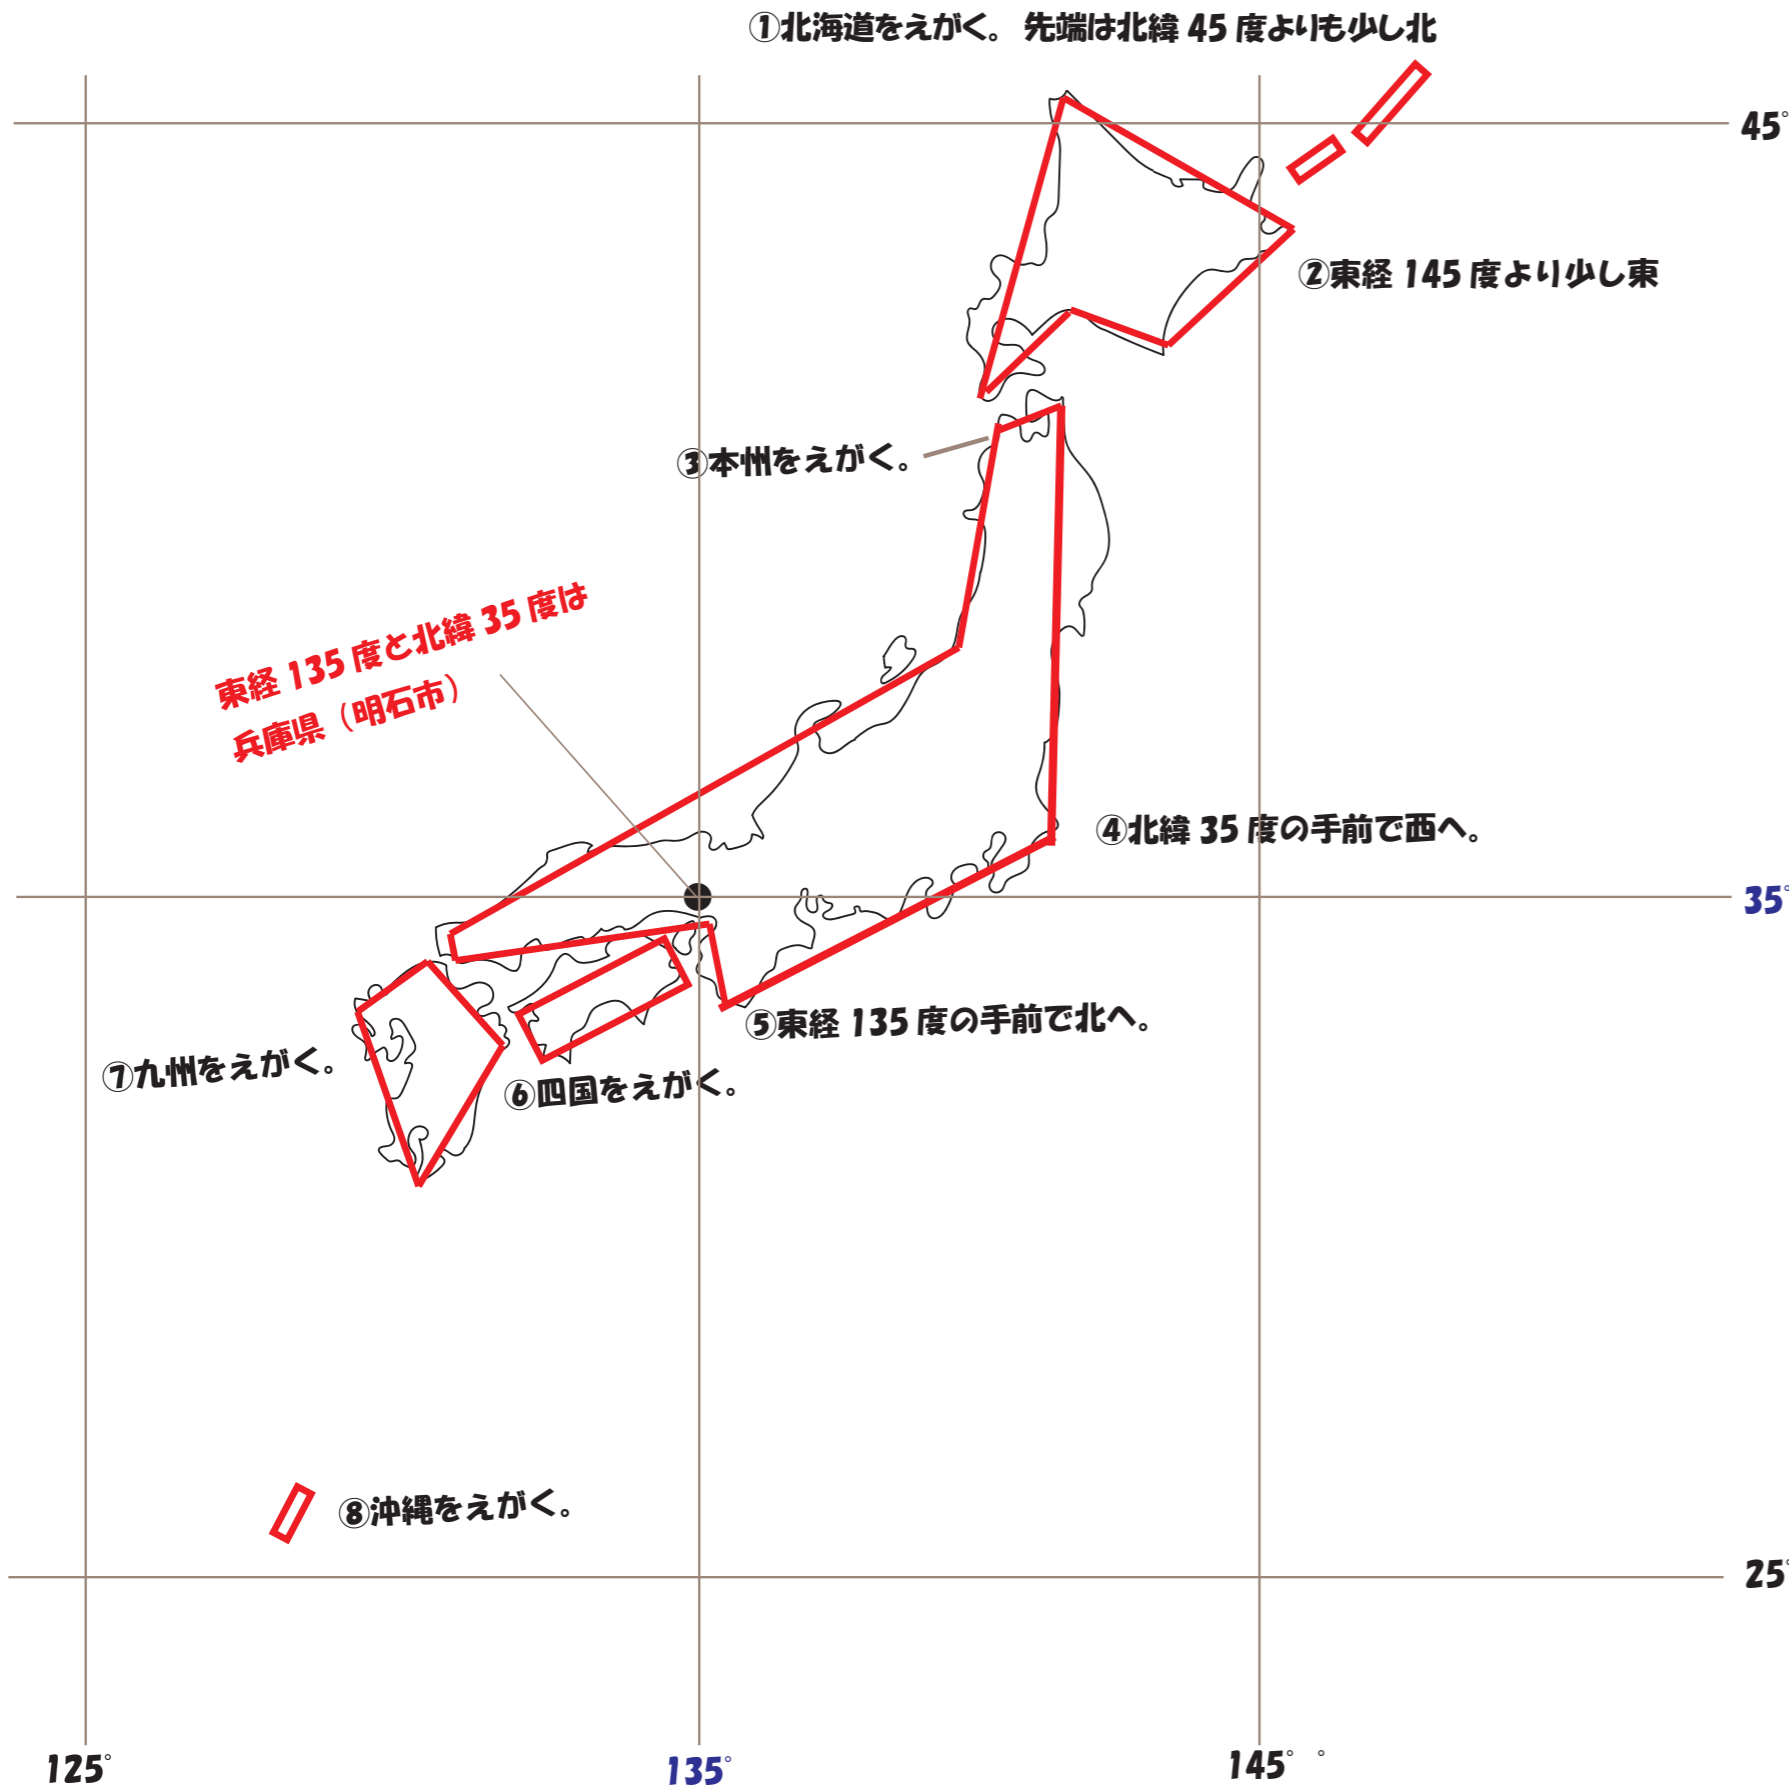 ①北海道をえがく。先端は北緯 45 度よりも少し北
45°
②東経 145 度より少し東
③本州をえがく。
東経 135 度と北緯 35 度は
兵庫県（明石市）
④北緯 35 度の手前で西へ。
35°
⑤東経 135 度の手前で北へ。
⑦九州をえがく。
⑥四国をえがく。
⑧沖縄をえがく。
25°
125°
135°
145° °